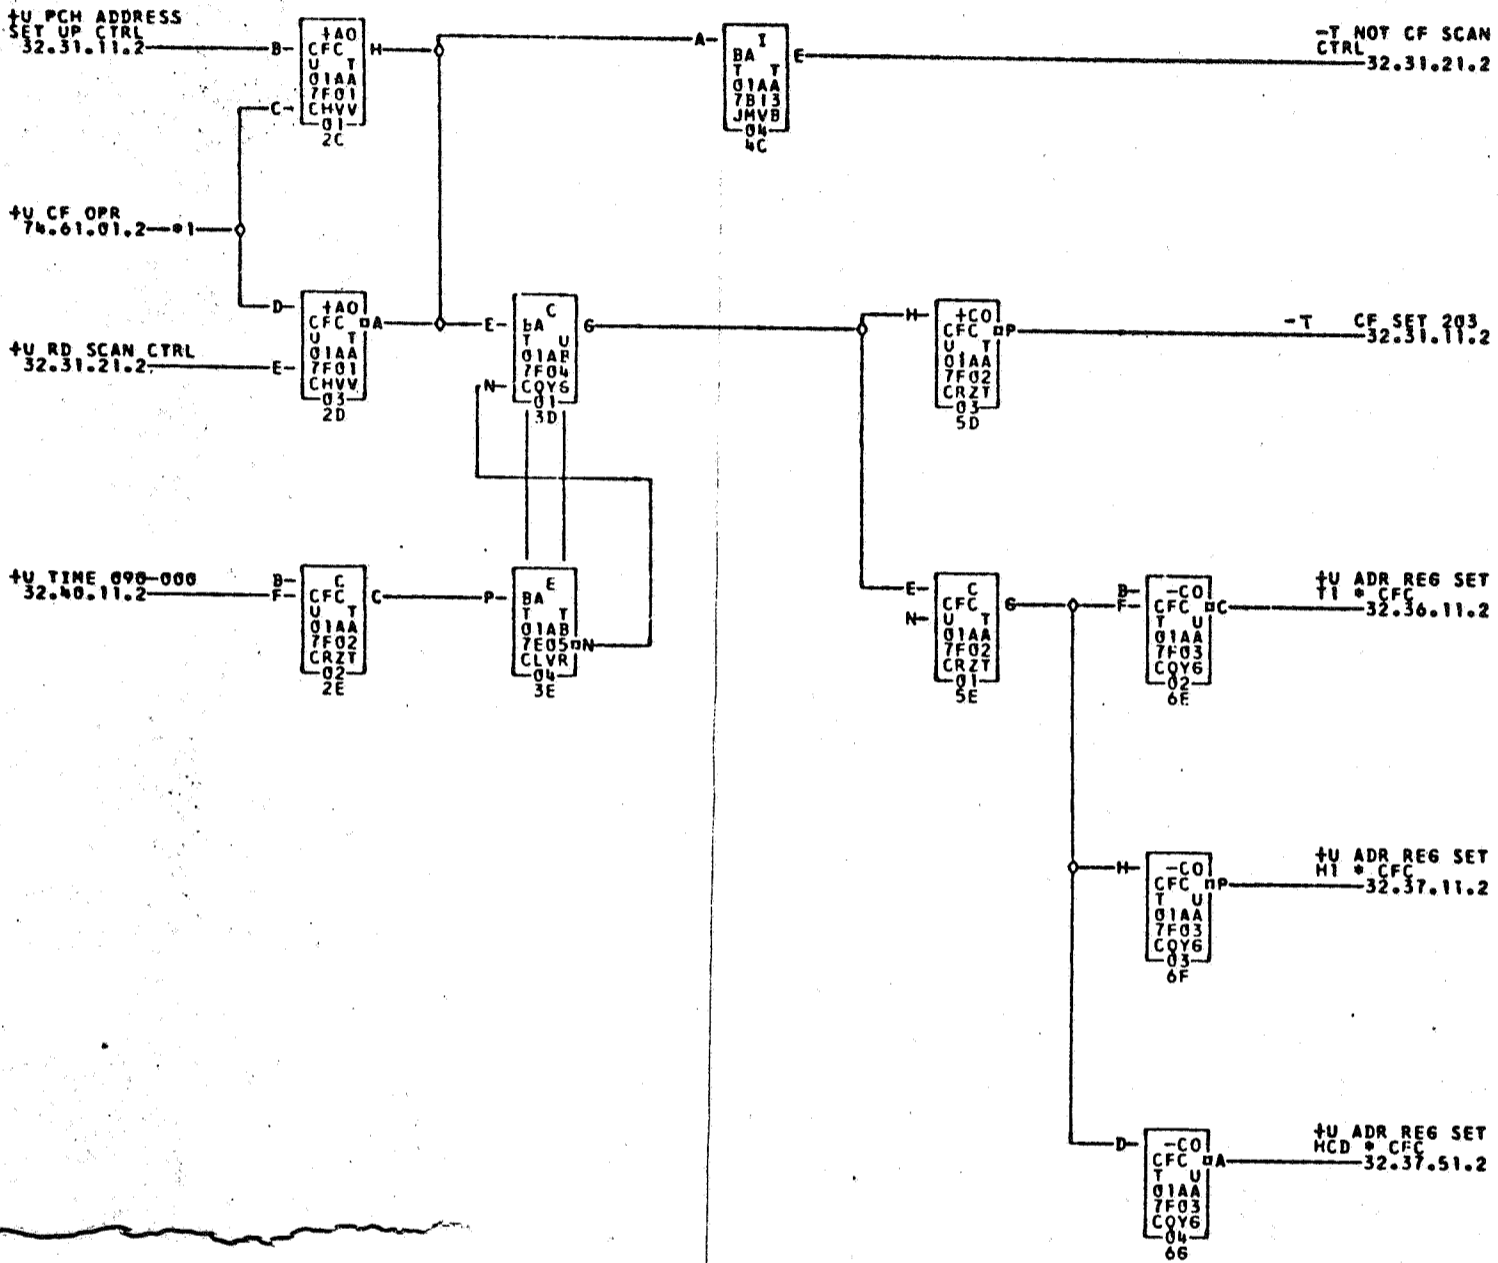 +U PCH ADDRESS
SET UP CTRL
32.31.11.2
B
C
+AO
CFC H
U T
01AA
7F01
CHVV
01
2C
A
I
BA E
T T
01AA
7B13
JMVB
04
4C
-T NOT CF SCAN
CTRL
32.31.21.2
+U CF OPR
74.61.01.2 *1
D
E
+AO
CFC A
U T
01AA
7F01
CHVV
03
2D
+U RD SCAN CTRL
32.31.21.2
E
N
C
BA G
T U
01AB
7F04
CQY6
01
3D
H
+CO
CFC P
U T
01AA
7F02
CRZT
03
5D
-T CF SET 203
32.31.11.2
+U TIME 090-000
32.40.11.2
B
F
C
CFC C
U T
01AA
7F02
CRZT
02
2E
P
E
BA
T T
01AB
7E05 N
CLVR
04
3E
E
N
C
CFC G
U T
01AA
7F02
CRZT
01
5E
B
F
-CO
CFC C
T U
01AA
7F03
CQY6
02
6E
+U ADR REG SET
T1 * CFC
32.36.11.2
H
-CO
CFC P
T U
01AA
7F03
CQY6
03
6F
+U ADR REG SET
H1 * CFC
32.37.11.2
D
-CO
CFC A
T U
01AA
7F03
CQY6
04
6G
+U ADR REG SET
HCD * CFC
32.37.51.2